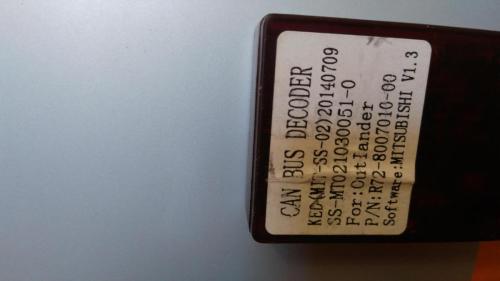 CAN BUS DECODER
KED(MIT-SS-02)20140709
SS-MT021030051-0
For:Outlander
P/N:R72-8007010-00
Software:MITSUBISHI V1.3